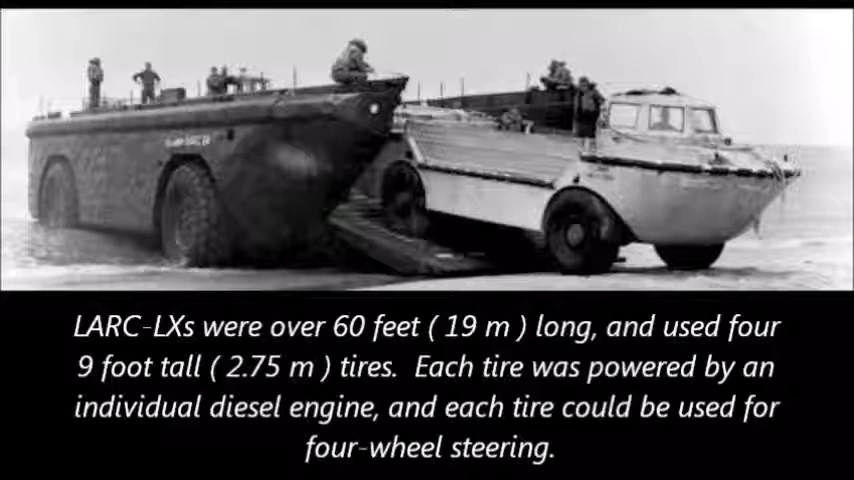 LARC-LXs were over 60 feet ( 19 m ) long, and used four
9 foot tall ( 2.75 m ) tires.  Each tire was powered by an
individual diesel engine, and each tire could be used for
four-wheel steering.